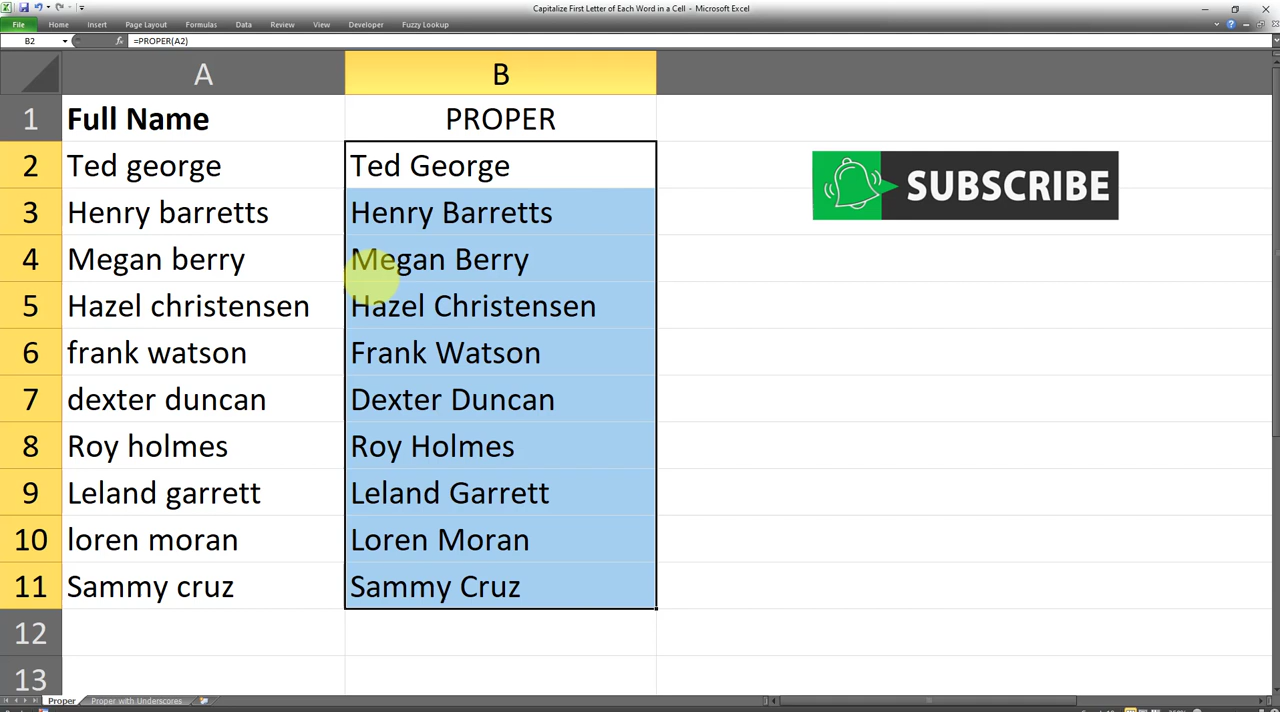 Capitalize First Letter of Each Word in a Cell - Microsoft Excel
File Home Insert Page Layout Formulas Data Review View Developer Fuzzy Lookup
B2 fx =PROPER(A2)
A B
1 Full Name PROPER
2 Ted george Ted George
SUBSCRIBE
3 Henry barretts Henry Barretts
4 Megan berry Megan Berry
5 Hazel christensen Hazel Christensen
6 frank watson Frank Watson
7 dexter duncan Dexter Duncan
8 Roy holmes Roy Holmes
9 Leland garrett Leland Garrett
10 loren moran Loren Moran
11 Sammy cruz Sammy Cruz
12
13
Proper Proper with Underscores